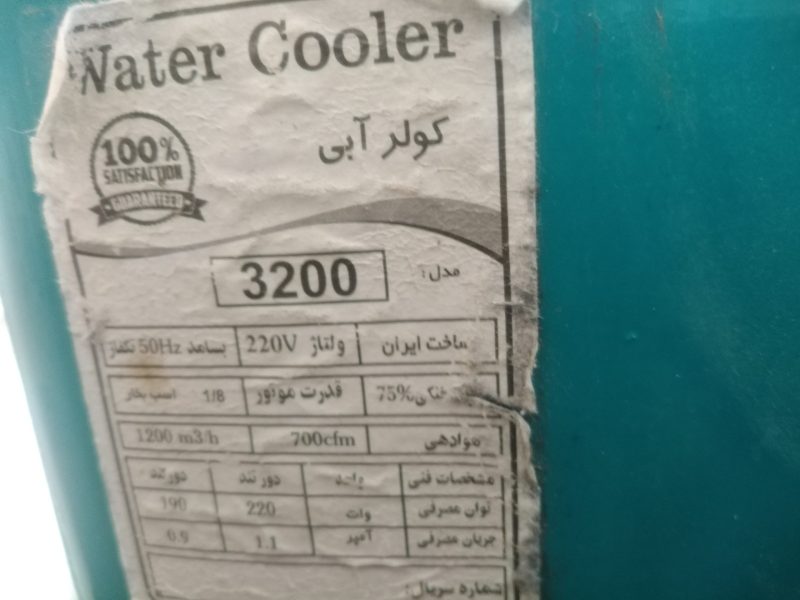 Water Cooler
کولر آبی
100%
SATISFACTION
GUARANTEED
مدل: 3200
ساخت ایران ولتاژ 220V بسامد 50Hz تکفاز
خنکی 75% قدرت موتور 1/8 اسب بخار
هوادهی 700cfm 1200 m3/h
مشخصات فنی واحد دور تند دور کند
توان مصرفی وات 220 190
جریان مصرفی آمپر 1.1 0.9
شماره سریال: